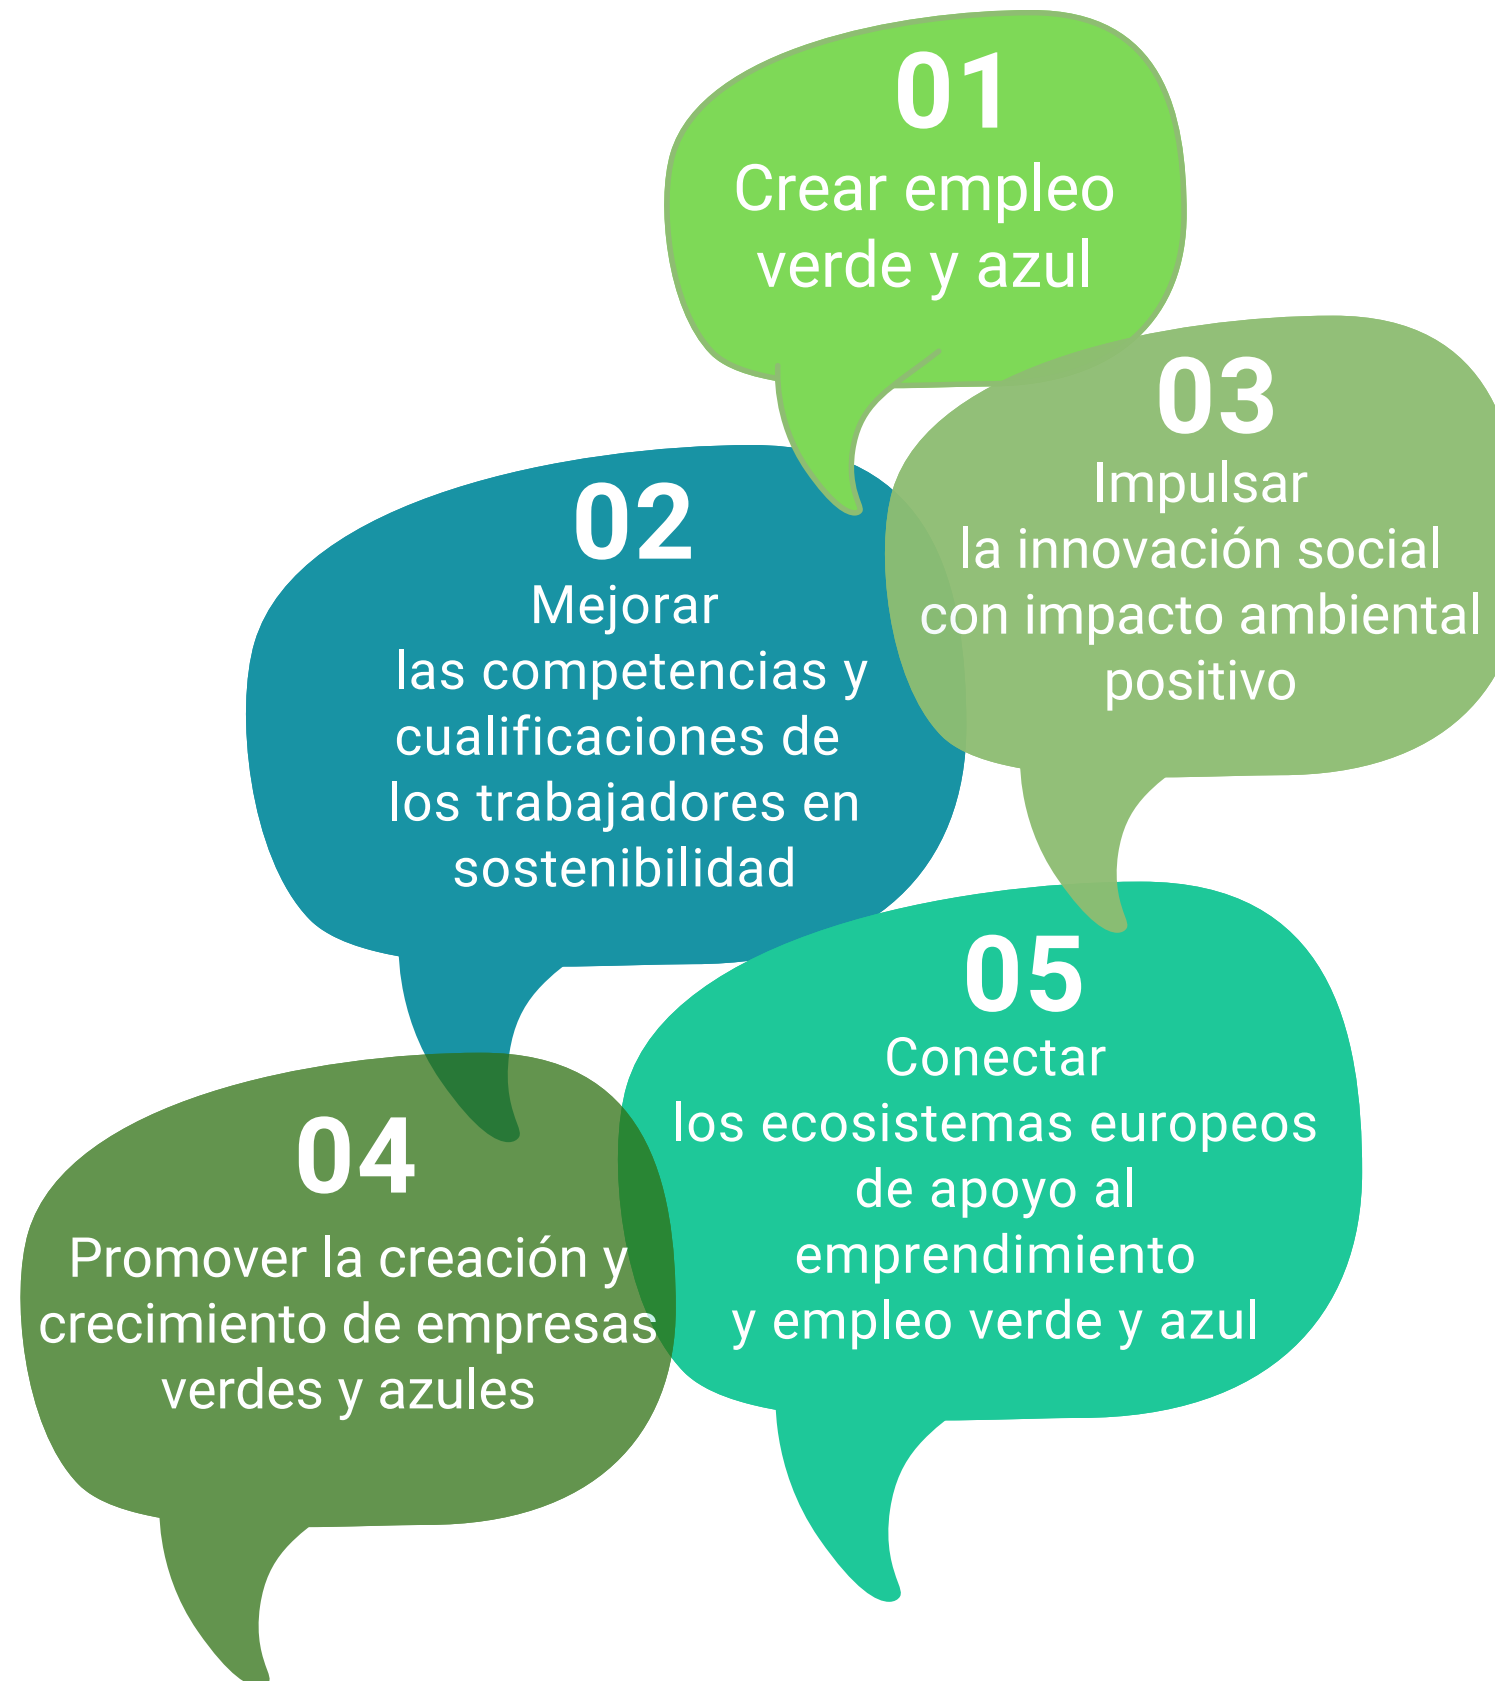 01
Crear empleo
verde y azul
02
Mejorar
las competencias y
cualificaciones de
los trabajadores en
sostenibilidad
03
Impulsar
la innovación social
con impacto ambiental
positivo
04
Promover la creación y
crecimiento de empresas
verdes y azules
05
Conectar
los ecosistemas europeos
de apoyo al
emprendimiento
y empleo verde y azul